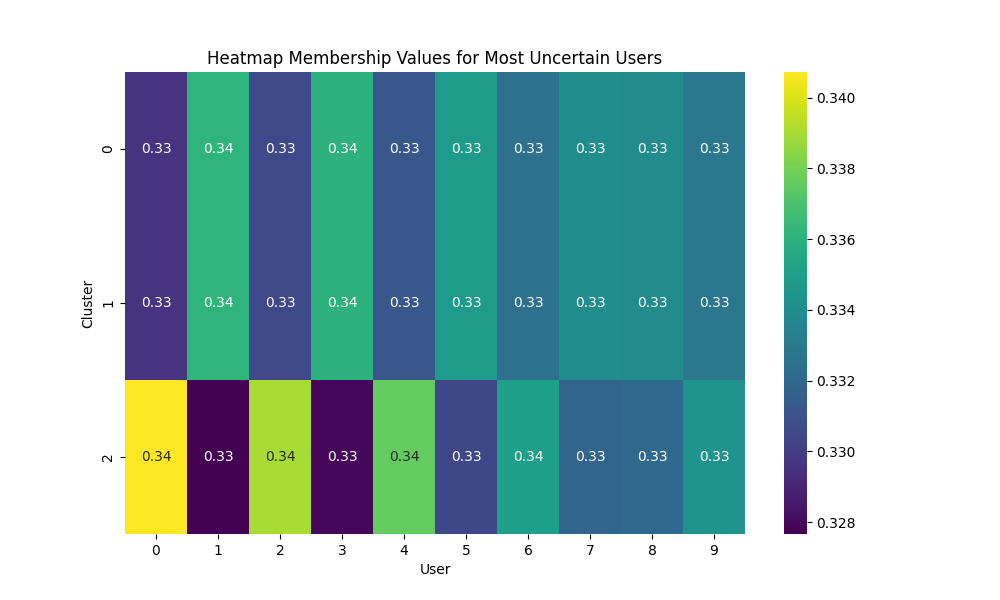 Heatmap Membership Values for Most Uncertain Users
0 0.33 0.34 0.33 0.34 0.33 0.33 0.33 0.33 0.33 0.33
1 0.33 0.34 0.33 0.34 0.33 0.33 0.33 0.33 0.33 0.33
2 0.34 0.33 0.34 0.33 0.34 0.33 0.34 0.33 0.33 0.33
Cluster
0 1 2 3 4 5 6 7 8 9
User
0.340
0.338
0.336
0.334
0.332
0.330
0.328